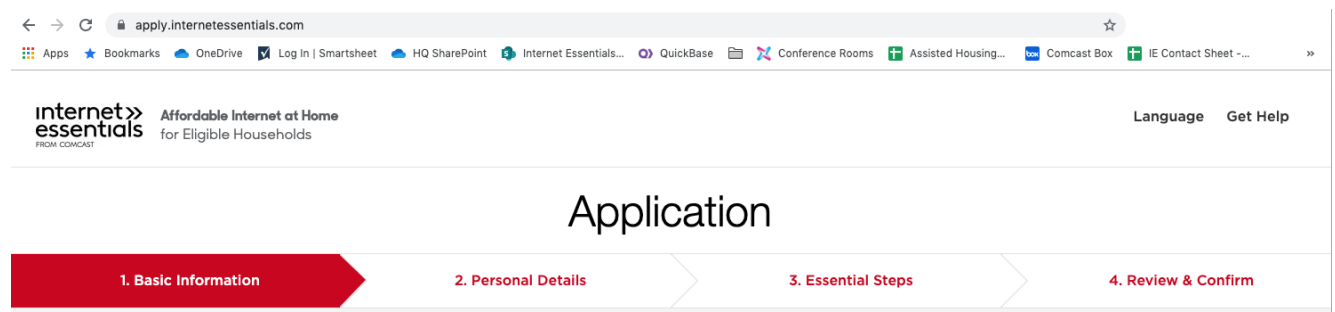 apply.internetessentials.com
Apps Bookmarks OneDrive Log In | Smartsheet HQ SharePoint Internet Essentials... QuickBase Conference Rooms Assisted Housing... box Comcast Box IE Contact Sheet -... »
internet»
essentials
FROM COMCAST
Affordable Internet at Home
for Eligible Households
Language Get Help
Application
1. Basic Information 2. Personal Details 3. Essential Steps 4. Review & Confirm